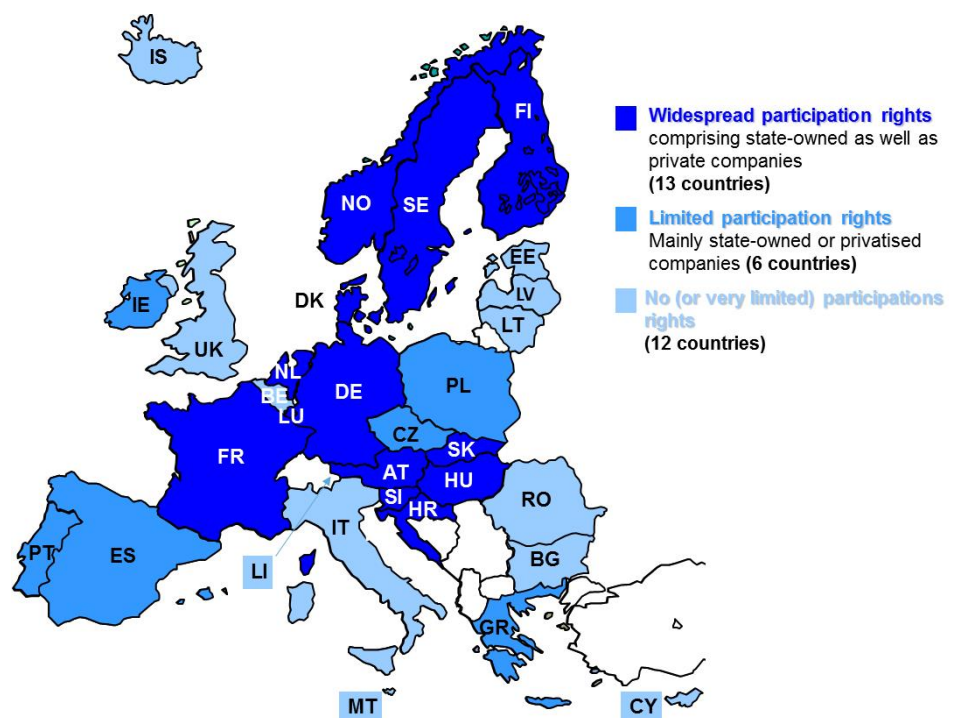 IS
FI
NO
SE
EE
LV
LT
DK
IE
UK
NL
BE
LU
DE
PL
CZ
SK
FR
AT
HU
SI
HR
RO
IT
BG
PT
ES
LI
GR
MT
CY
Widespread participation rights
comprising state-owned as well as
private companies
(13 countries)
Limited participation rights
Mainly state-owned or privatised
companies (6 countries)
No (or very limited) participations
rights
(12 countries)